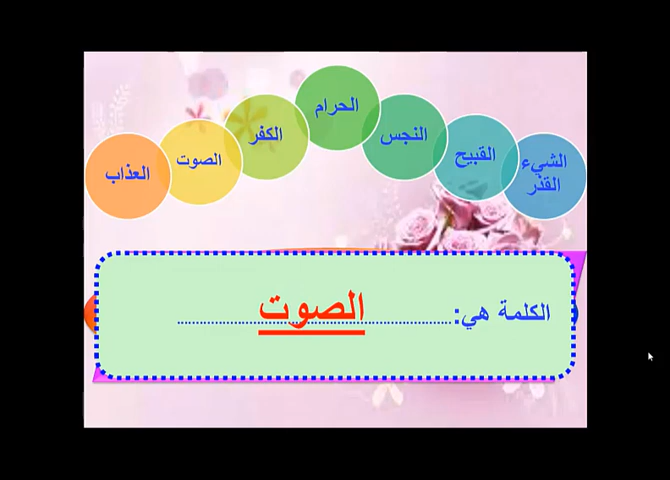 الشيء
القذر
القبيح
النجس
الحرام
الكفر
الصوت
العذاب
الكلمة هي: الصوت